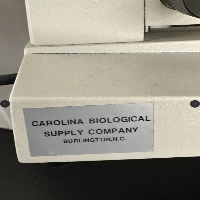 CAROLINA BIOLOGICAL
SUPPLY COMPANY
BURLINGTON, N.C.